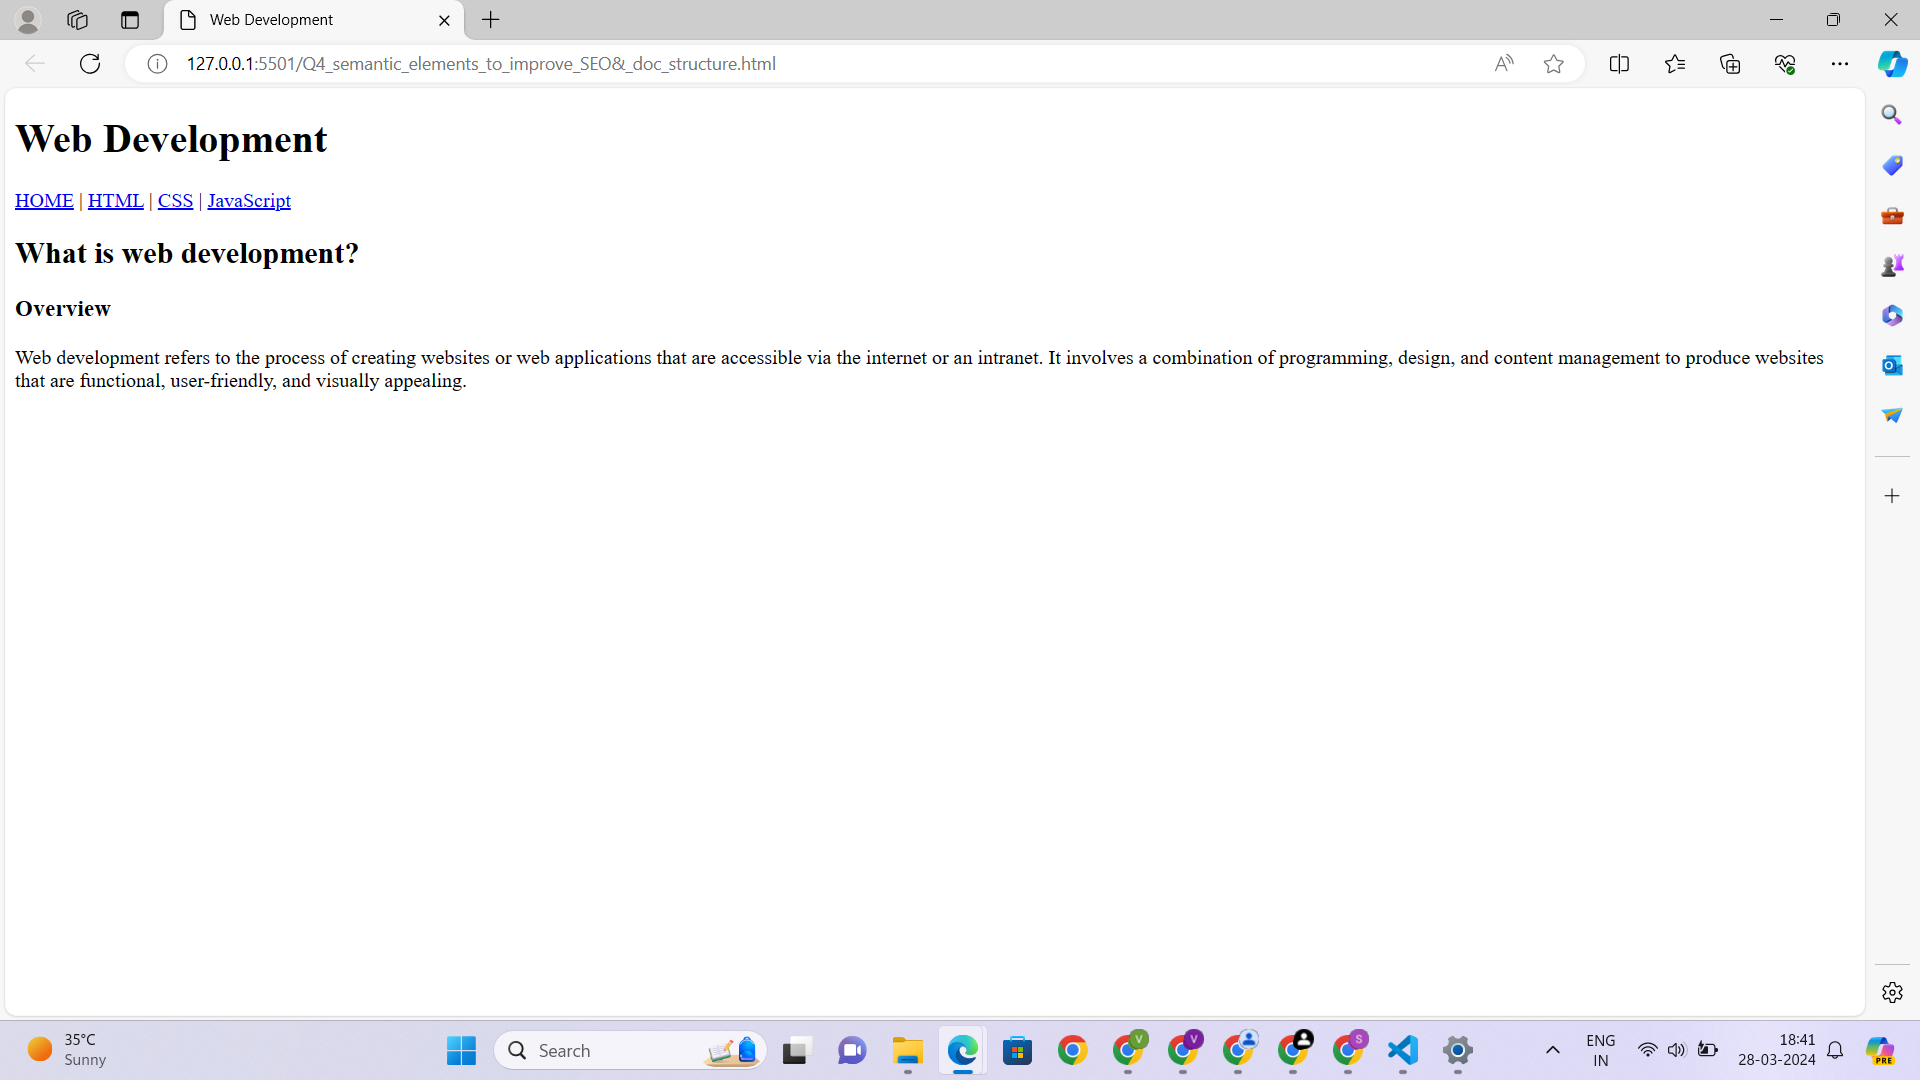 Web Development
127.0.0.1:5501/Q4_semantic_elements_to_improve_SEO&_doc_structure.html
Web Development
HOME | HTML | CSS | JavaScript
What is web development?
Overview
Web development refers to the process of creating websites or web applications that are accessible via the internet or an intranet. It involves a combination of programming, design, and content management to produce websites
that are functional, user-friendly, and visually appealing.
35°C
Sunny
Search
V
V
S
ENG
IN
18:41
28-03-2024
PRE